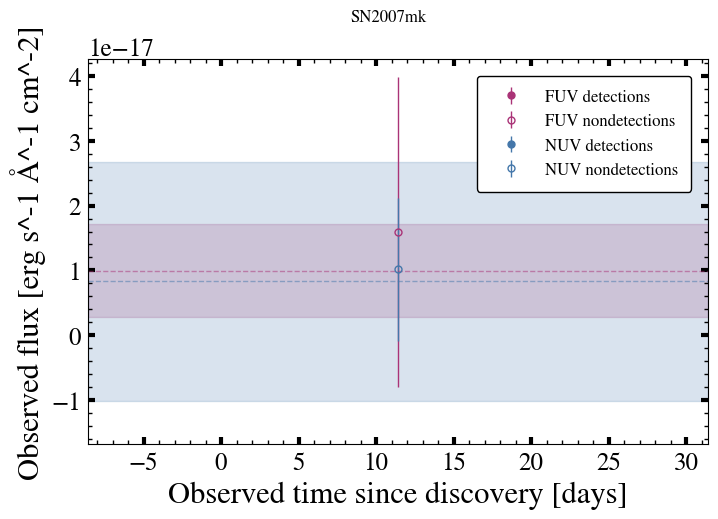 SN2007mk
1e−17
4
3
2
1
0
−1
Observed flux [erg s^-1 Å^-1 cm^-2]
FUV detections
FUV nondetections
NUV detections
NUV nondetections
−5 0 5 10 15 20 25 30
Observed time since discovery [days]